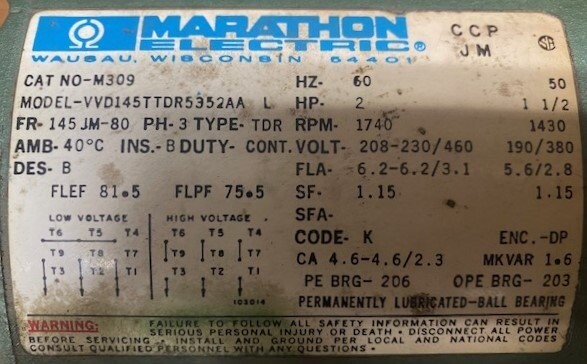 MARATHON CCP
ELECTRIC® JM SA
WAUSAU, WISCONSIN 54401
CAT NO-M309 HZ- 60 50
MODEL-VVD145TTDR5352AA L HP- 2 1 1/2
FR- 145JM-80 PH-3 TYPE- TDR RPM- 1740 1430
AMB-40°C INS.-B DUTY- CONT. VOLT- 208-230/460 190/380
DES- B FLA- 6.2-6.2/3.1 5.6/2.8
FLEF 81.5 FLPF 75.5 SF- 1.15 1.15
SFA-
LOW VOLTAGE HIGH VOLTAGE CODE- K ENC.-DP
T6 T5 T4 T6 T5 T4
T9 T8 T7 T9 T8 T7 CA 4.6-4.6/2.3 MKVAR 1.6
T3 T2 T1 T3 T2 T1
PE BRG- 206 OPE BRG- 203
103016 PERMANENTLY LUBRICATED-BALL BEARING
WARNING: FAILURE TO FOLLOW ALL SAFETY INFORMATION CAN RESULT IN
SERIOUS PERSONAL INJURY OR DEATH • DISCONNECT ALL POWER
BEFORE SERVICING • INSTALL AND GROUND PER LOCAL AND NATIONAL CODES
CONSULT QUALIFIED PERSONNEL WITH ANY QUESTIONS •